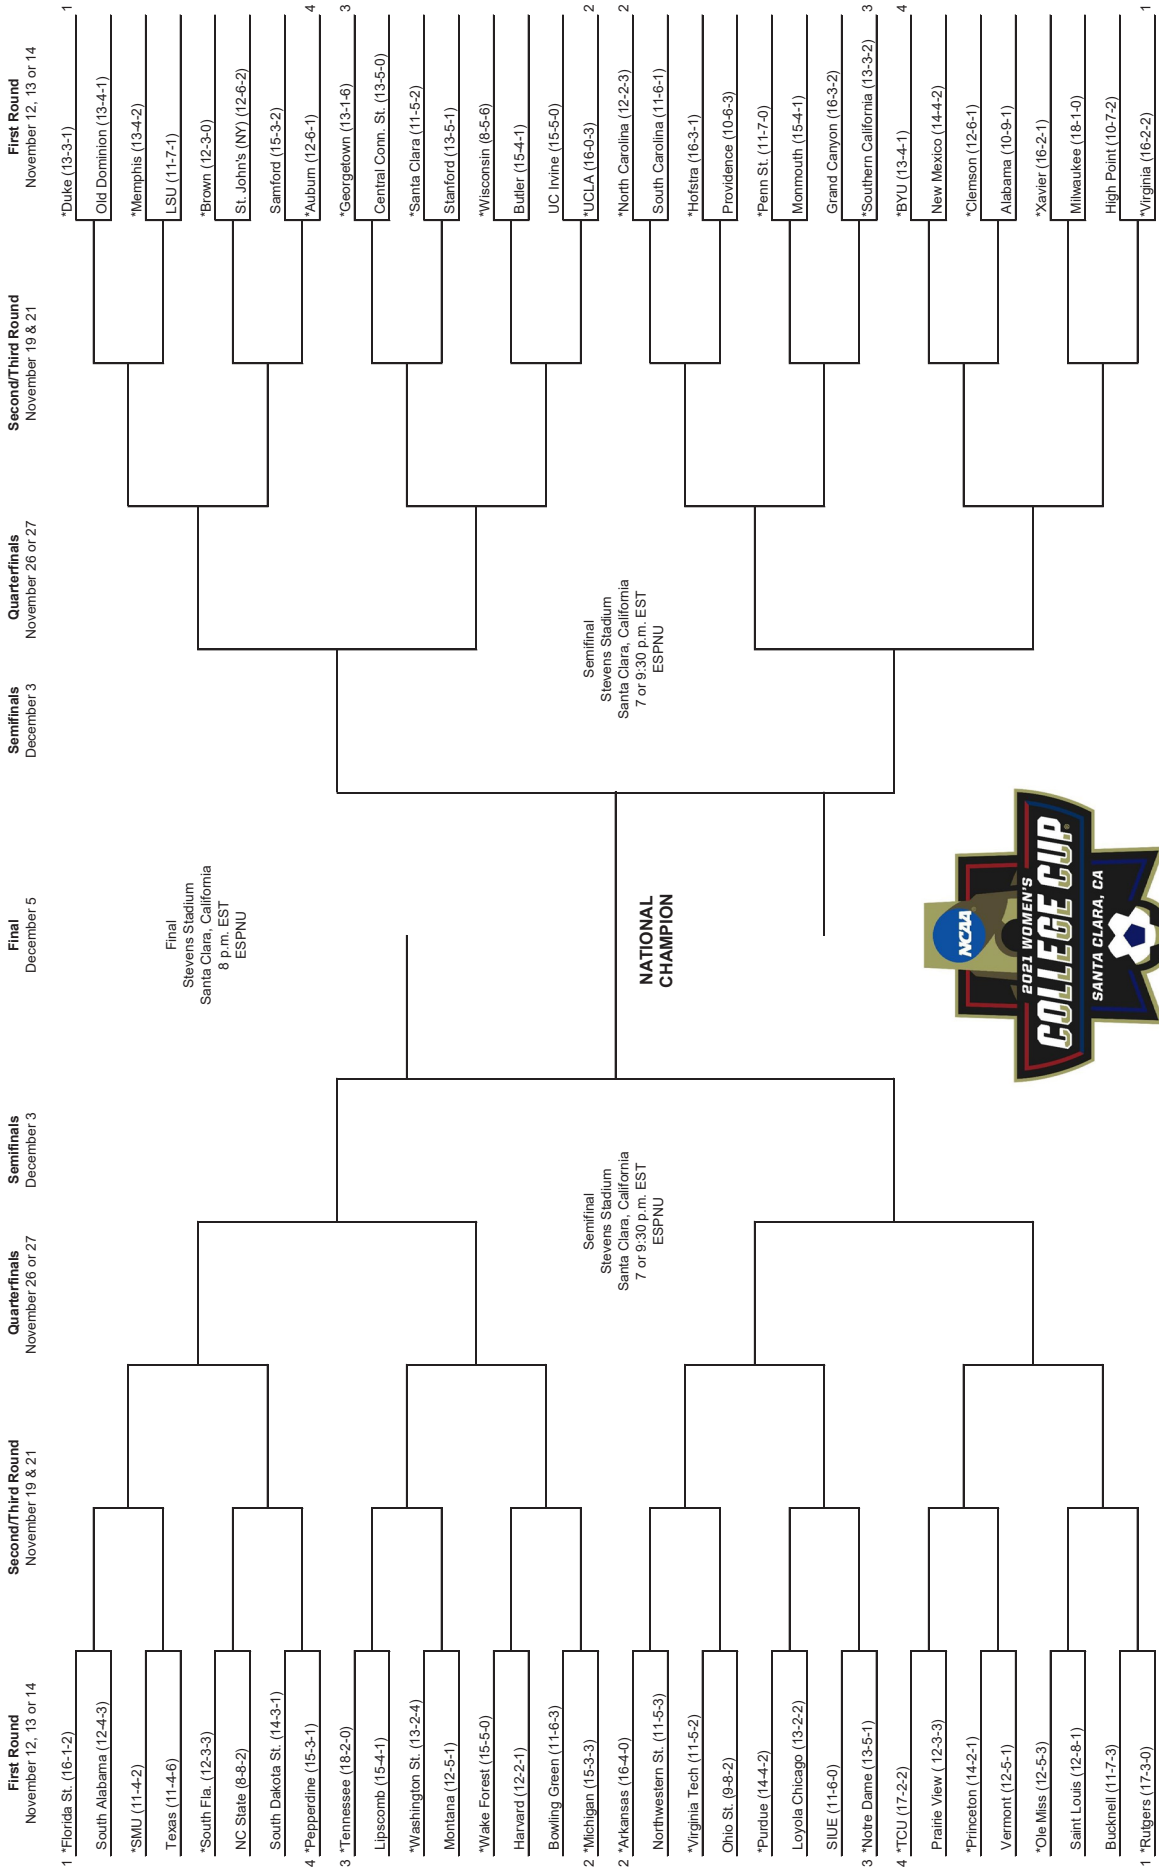 First Round
November 12, 13 or 14
Second/Third Round
November 19 & 21
Quarterfinals
November 26 or 27
Semifinals
December 3
Final
December 5
Semifinals
December 3
Quarterfinals
November 26 or 27
Second/Third Round
November 19 & 21
First Round
November 12, 13 or 14
1 *Florida St. (16-1-2)
South Alabama (12-4-3)
*SMU (11-4-2)
Texas (11-4-6)
*South Fla. (12-3-3)
NC State (8-8-2)
South Dakota St. (14-3-1)
4 *Pepperdine (15-3-1)
3 *Tennessee (18-2-0)
Lipscomb (15-4-1)
*Washington St. (13-2-4)
Montana (12-5-1)
*Wake Forest (15-5-0)
Harvard (12-2-1)
Bowling Green (11-6-3)
2 *Michigan (15-3-3)
2 *Arkansas (16-4-0)
Northwestern St. (11-5-3)
*Virginia Tech (11-5-2)
Ohio St. (9-8-2)
*Purdue (14-4-2)
Loyola Chicago (13-2-2)
SIUE (11-6-0)
3 *Notre Dame (13-5-1)
4 *TCU (17-2-2)
Prairie View ( 12-3-3)
*Princeton (14-2-1)
Vermont (12-5-1)
*Ole Miss (12-5-3)
Saint Louis (12-8-1)
Bucknell (11-7-3)
1 *Rutgers (17-3-0)
Semifinal
Stevens Stadium
Santa Clara, California
7 or 9:30 p.m. EST
ESPNU
Final
Stevens Stadium
Santa Clara, California
8 p.m. EST
ESPNU
NATIONAL
CHAMPION
NCAA
2021 WOMEN'S
COLLEGE CUP
SANTA CLARA, CA
Semifinal
Stevens Stadium
Santa Clara, California
7 or 9:30 p.m. EST
ESPNU
*Duke (13-3-1) 1
Old Dominion (13-4-1)
*Memphis (13-4-2)
LSU (11-7-1)
*Brown (12-3-0)
St. John's (NY) (12-6-2)
Samford (15-3-2)
*Auburn (12-6-1) 4
*Georgetown (13-1-6) 3
Central Conn. St. (13-5-0)
*Santa Clara (11-5-2)
Stanford (13-5-1)
*Wisconsin (8-5-6)
Butler (15-4-1)
UC Irvine (15-5-0)
*UCLA (16-0-3) 2
*North Carolina (12-2-3) 2
South Carolina (11-6-1)
*Hofstra (16-3-1)
Providence (10-6-3)
*Penn St. (11-7-0)
Monmouth (15-4-1)
Grand Canyon (16-3-2)
*Southern California (13-3-2) 3
*BYU (13-4-1) 4
New Mexico (14-4-2)
*Clemson (12-6-1)
Alabama (10-9-1)
*Xavier (16-2-1)
Milwaukee (18-1-0)
High Point (10-7-2)
*Virginia (16-2-2) 1